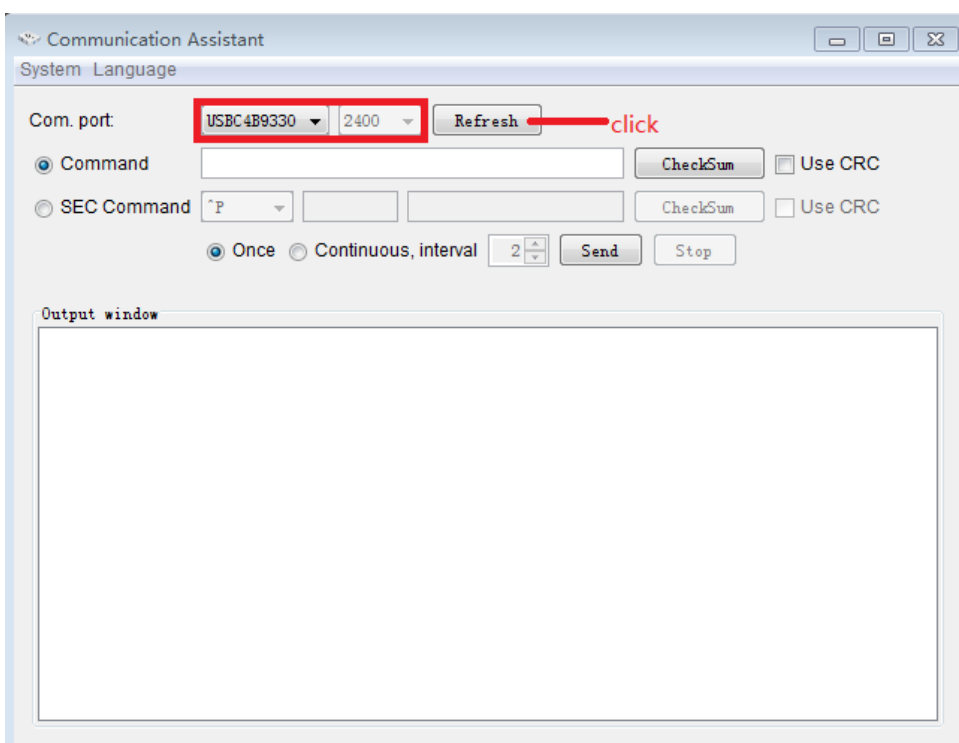 Communication Assistant
System Language
Com. port: USBC4B9330 2400 Refresh click
Command CheckSum Use CRC
SEC Command ^P CheckSum Use CRC
Once Continuous, interval 2 Send Stop
Output window